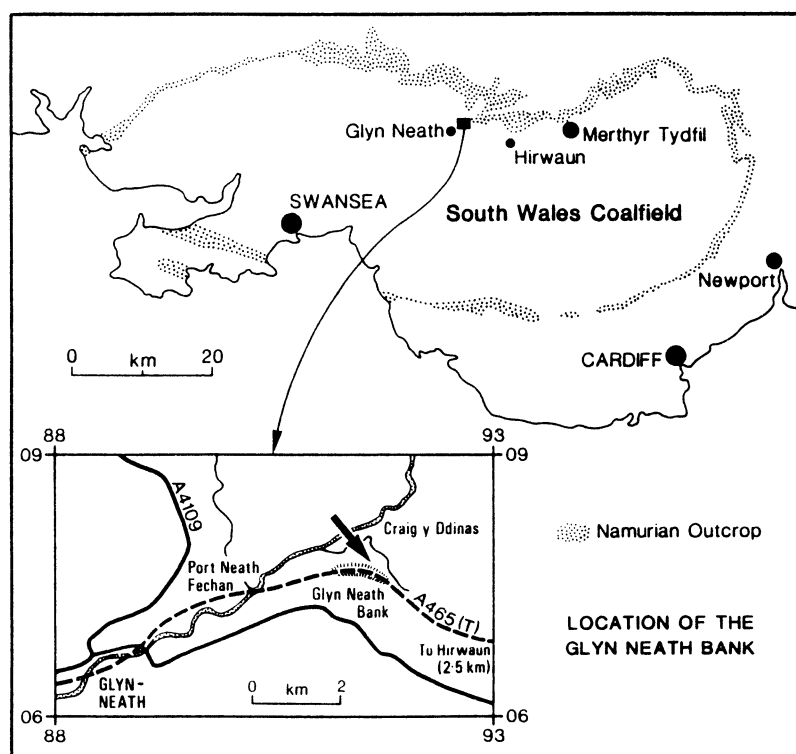 Glyn Neath
Merthyr Tydfil
Hirwaun
SWANSEA
South Wales Coalfield
Newport
0 km 20
CARDIFF
88 93
09 09
A4109
Craig y Ddinas
Port Neath
Fechan
Namurian Outcrop
Glyn Neath
Bank
A465(T)
LOCATION OF THE
GLYN NEATH BANK
To Hirwaun
(2·5 km)
GLYN-
NEATH
0 km 2
06 06
88 93